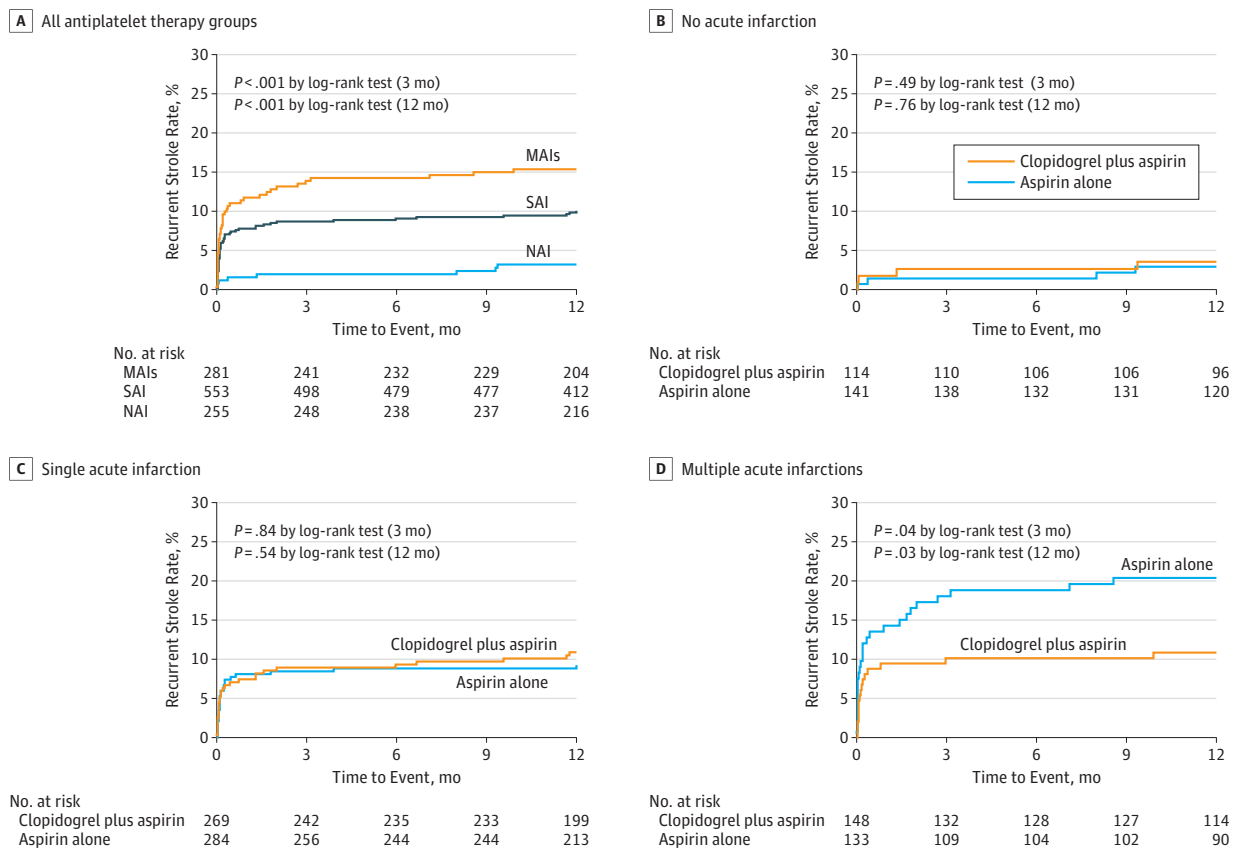 A All antiplatelet therapy groups
30
25
20
15
10
5
0
Recurrent Stroke Rate, %
P < .001 by log-rank test (3 mo)
P < .001 by log-rank test (12 mo)
MAIs
SAI
NAI
0 3 6 9 12
Time to Event, mo
No. at risk
MAIs 281 241 232 229 204
SAI 553 498 479 477 412
NAI 255 248 238 237 216
B No acute infarction
30
25
20
15
10
5
0
Recurrent Stroke Rate, %
P = .49 by log-rank test (3 mo)
P = .76 by log-rank test (12 mo)
Clopidogrel plus aspirin
Aspirin alone
0 3 6 9 12
Time to Event, mo
No. at risk
Clopidogrel plus aspirin 114 110 106 106 96
Aspirin alone 141 138 132 131 120
C Single acute infarction
30
25
20
15
10
5
0
Recurrent Stroke Rate, %
P = .84 by log-rank test (3 mo)
P = .54 by log-rank test (12 mo)
Clopidogrel plus aspirin
Aspirin alone
0 3 6 9 12
Time to Event, mo
No. at risk
Clopidogrel plus aspirin 269 242 235 233 199
Aspirin alone 284 256 244 244 213
D Multiple acute infarctions
30
25
20
15
10
5
0
Recurrent Stroke Rate, %
P = .04 by log-rank test (3 mo)
P = .03 by log-rank test (12 mo)
Aspirin alone
Clopidogrel plus aspirin
0 3 6 9 12
Time to Event, mo
No. at risk
Clopidogrel plus aspirin 148 132 128 127 114
Aspirin alone 133 109 104 102 90